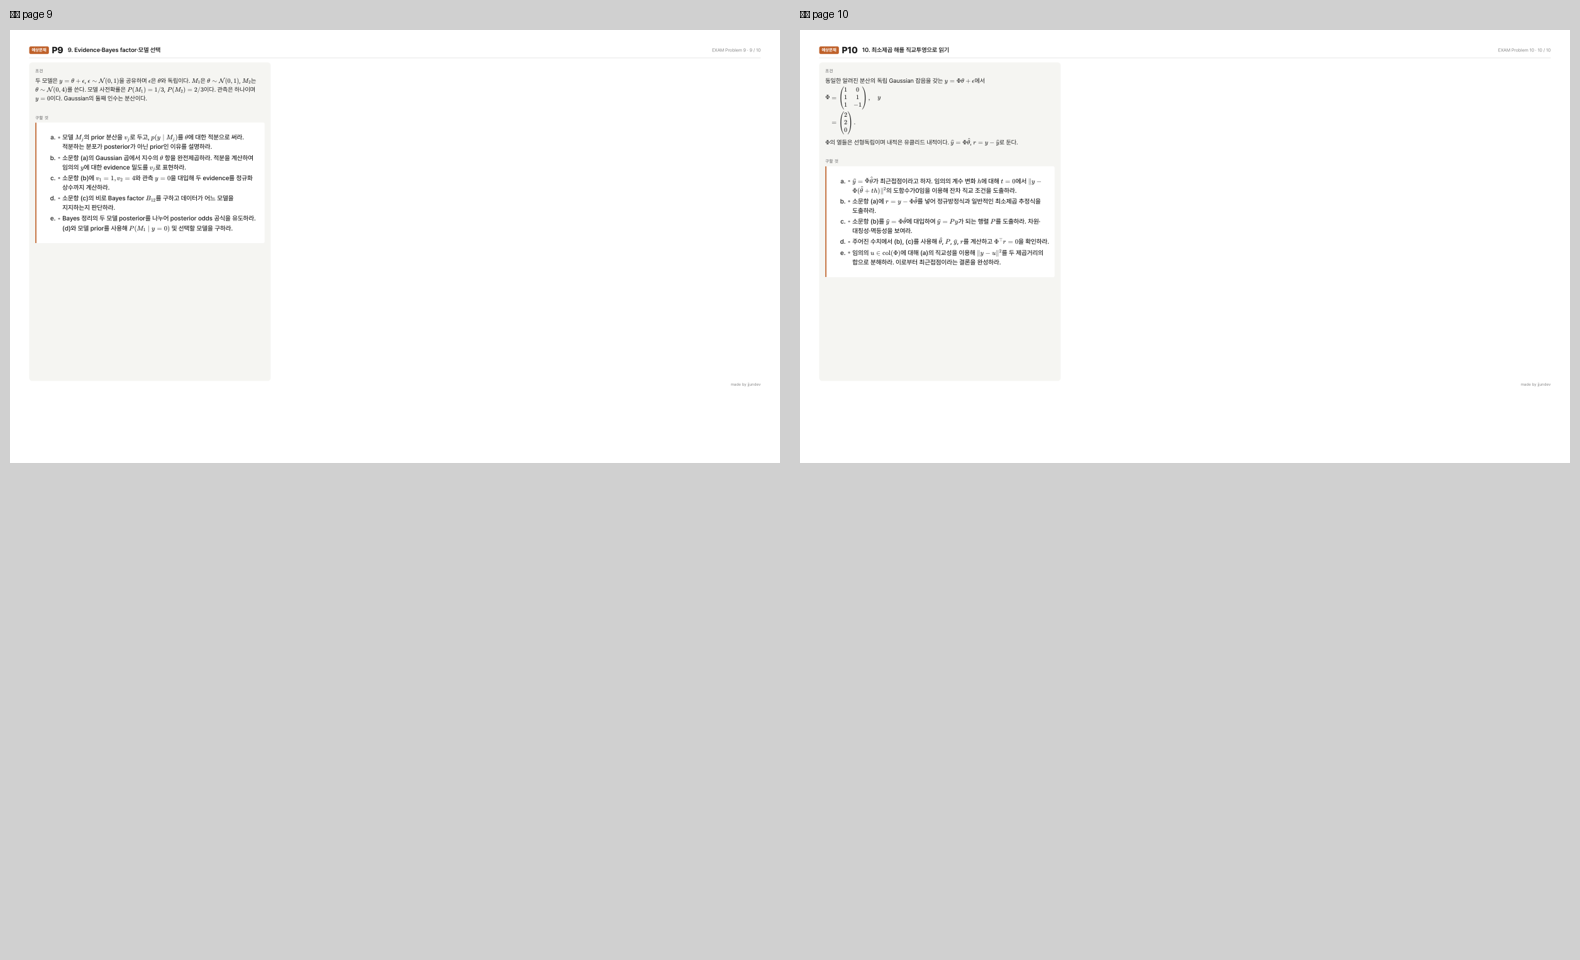 page 9
예상문제 P9 9. Evidence·Bayes factor·모델 선택
EXAM Problem 9 · 9 / 10
조건
두 모델은 y = θ + ϵ, ϵ ∼ N(0, 1)을 공유하며 ϵ은 θ와 독립이다. M₁은 θ ∼ N(0, 1), M₂는
θ ∼ N(0, 4)를 쓴다. 모델 사전확률은 P(M₁) = 1/3, P(M₂) = 2/3이다. 관측은 하나이며
y = 0이다. Gaussian의 둘째 인수는 분산이다.
구할 것
a. • 모델 Mⱼ의 prior 분산을 vⱼ로 두고, p(y ∣ Mⱼ)를 θ에 대한 적분으로 써라.
적분하는 분포가 posterior가 아닌 prior인 이유를 설명하라.
b. • 소문항 (a)의 Gaussian 곱에서 지수의 θ 항을 완전제곱하라. 적분을 계산하여
임의의 y에 대한 evidence 밀도를 vⱼ로 표현하라.
c. • 소문항 (b)에 v₁ = 1, v₂ = 4와 관측 y = 0을 대입해 두 evidence를 정규화
상수까지 계산하라.
d. • 소문항 (c)의 비로 Bayes factor B₁₂를 구하고 데이터가 어느 모델을
지지하는지 판단하라.
e. • Bayes 정리의 두 모델 posterior를 나누어 posterior odds 공식을 유도하라.
(d)와 모델 prior를 사용해 P(M₁ ∣ y = 0) 및 선택할 모델을 구하라.
made by
page 10
예상문제 P10 10. 최소제곱 해를 직교투영으로 읽기
EXAM Problem 10 · 10 / 10
조건
동일한 알려진 분산의 독립 Gaussian 잡음을 갖는 y = Φθ + ϵ에서
Φ = (1 0; 1 1; 1 −1), y
= (2; 2; 0).
Φ의 열들은 선형독립이며 내적은 유클리드 내적이다. ŷ = Φθ̂, r = y − ŷ로 둔다.
구할 것
a. • ŷ = Φθ̂가 최근접점이라고 하자. 임의의 계수 변화 h에 대해 t = 0에서 ∥y −
Φ(θ̂ + th)∥²의 도함수가0임을 이용해 잔차 직교 조건을 도출하라.
b. • 소문항 (a)에 r = y − Φθ̂를 넣어 정규방정식과 일반적인 최소제곱 추정식을
도출하라.
c. • 소문항 (b)를 ŷ = Φθ̂에 대입하여 ŷ = Py가 되는 행렬 P를 도출하라. 차원·
대칭성·멱등성을 보여라.
d. • 주어진 수치에서 (b), (c)를 사용해 θ̂, P, ŷ, r를 계산하고 Φ⊤r = 0을 확인하라.
e. • 임의의 u ∈ col(Φ)에 대해 (a)의 직교성을 이용해 ∥y − u∥²를 두 제곱거리의
합으로 분해하라. 이로부터 최근접점이라는 결론을 완성하라.
made by